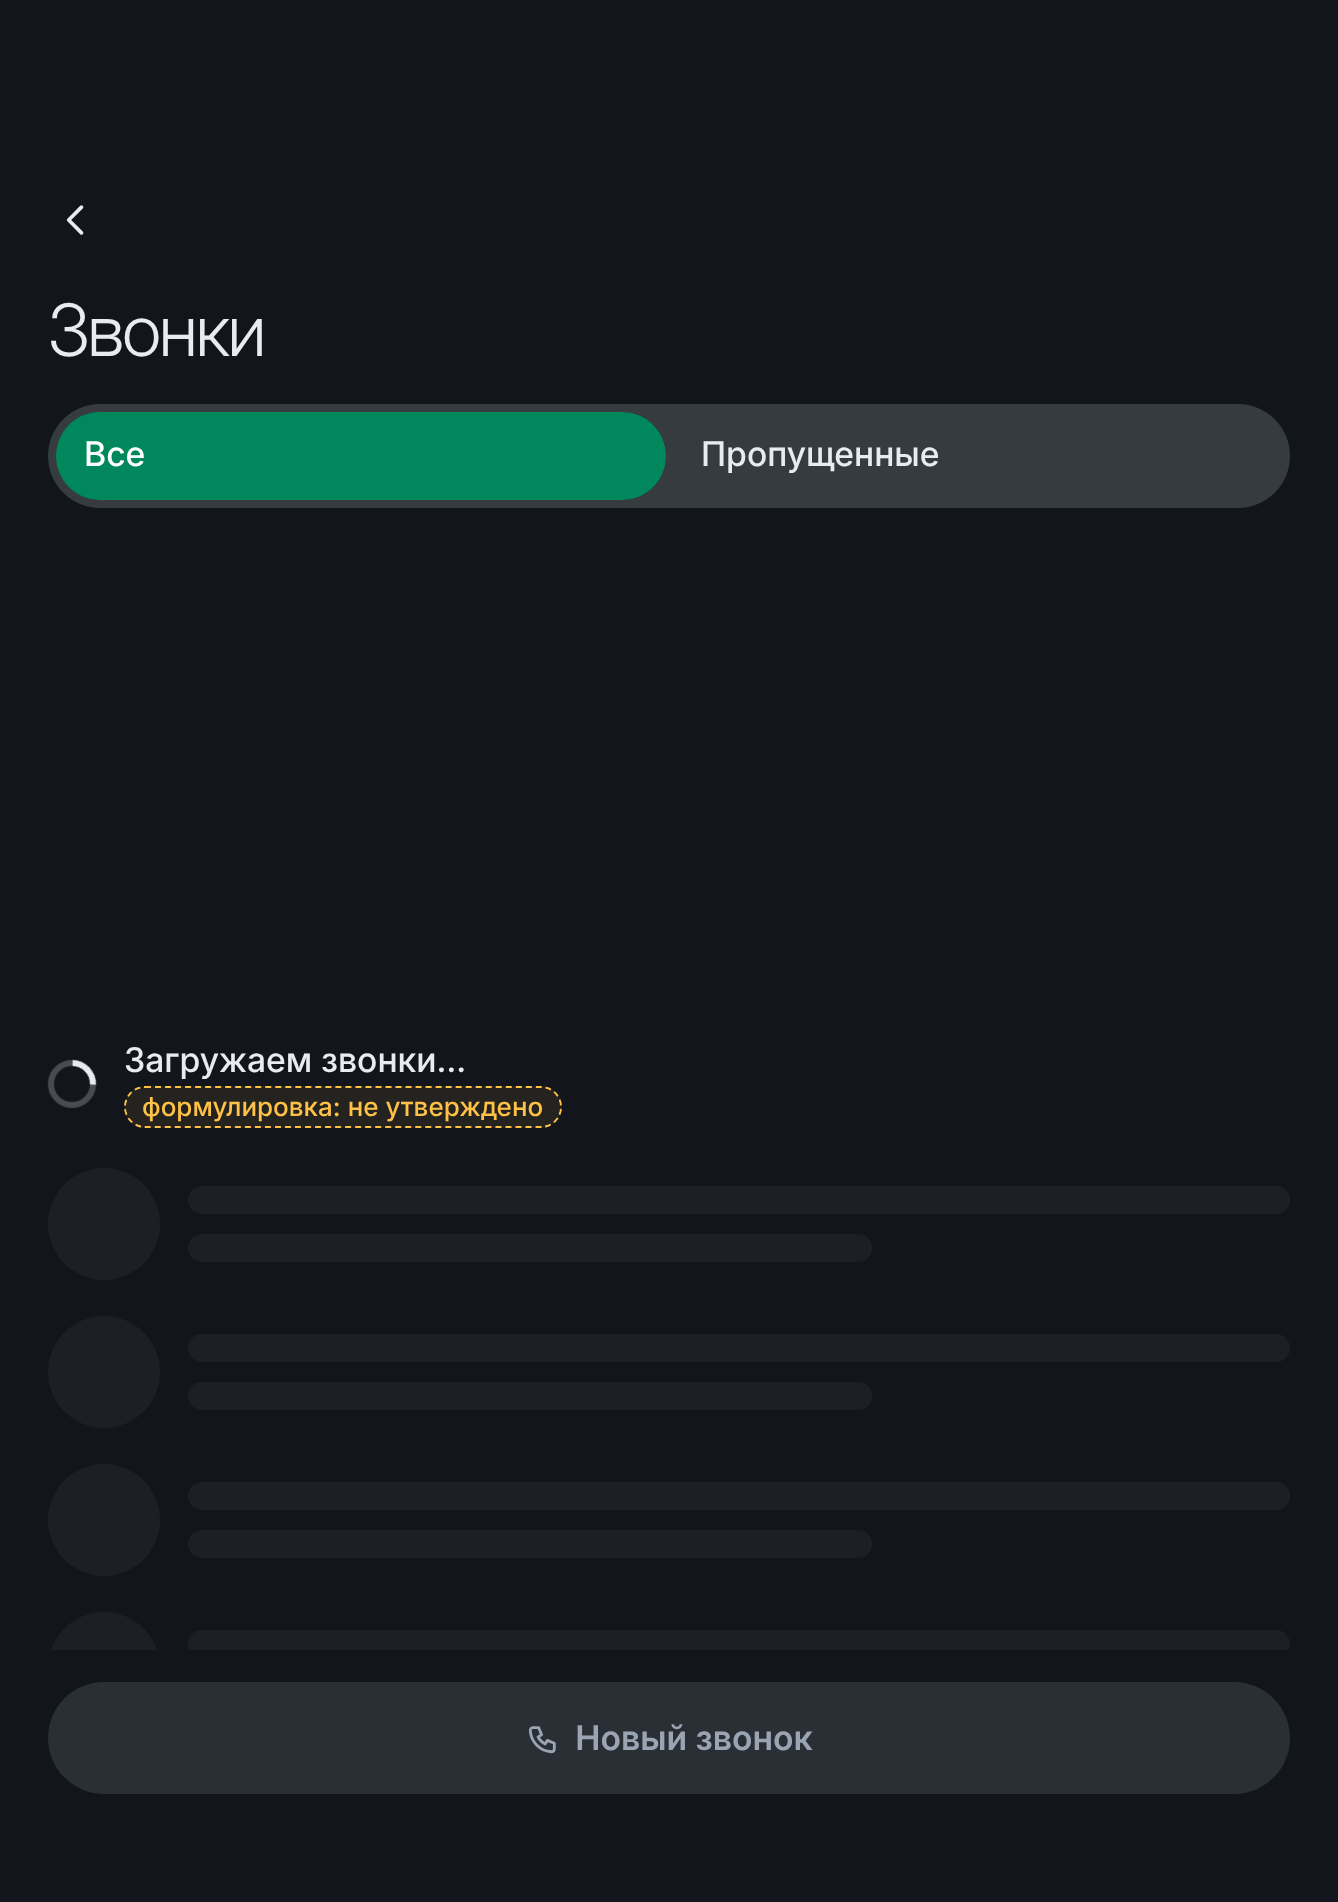 Звонки
Все
Пропущенные
Загружаем звонки...
формулировка: не утверждено
Новый звонок